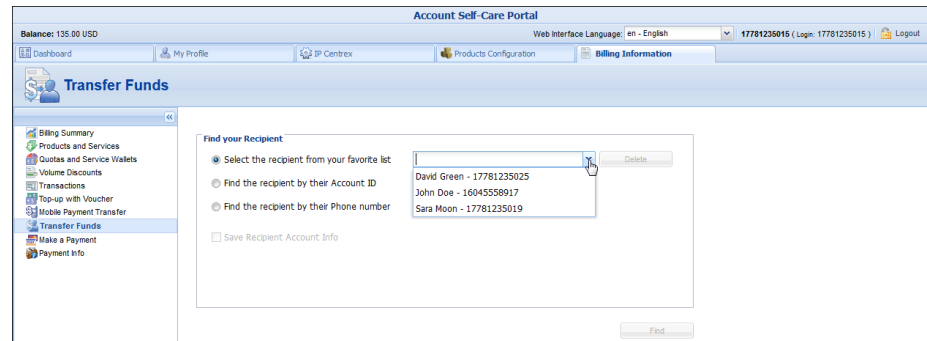 Account Self-Care Portal
Balance: 135.00 USD
Web Interface Language: en - English
17781235015 ( Login: 17781235015 )
Logout
Dashboard
My Profile
IP Centrex
Products Configuration
Billing Information
Transfer Funds
Billing Summary
Products and Services
Quotas and Service Wallets
Volume Discounts
Transactions
Top-up with Voucher
Mobile Payment Transfer
Transfer Funds
Make a Payment
Payment Info
Find your Recipient
Select the recipient from your favorite list
Delete
David Green - 17781235025
John Doe - 16045558917
Sara Moon - 17781235019
Find the recipient by their Account ID
Find the recipient by their Phone number
Save Recipient Account Info
Find